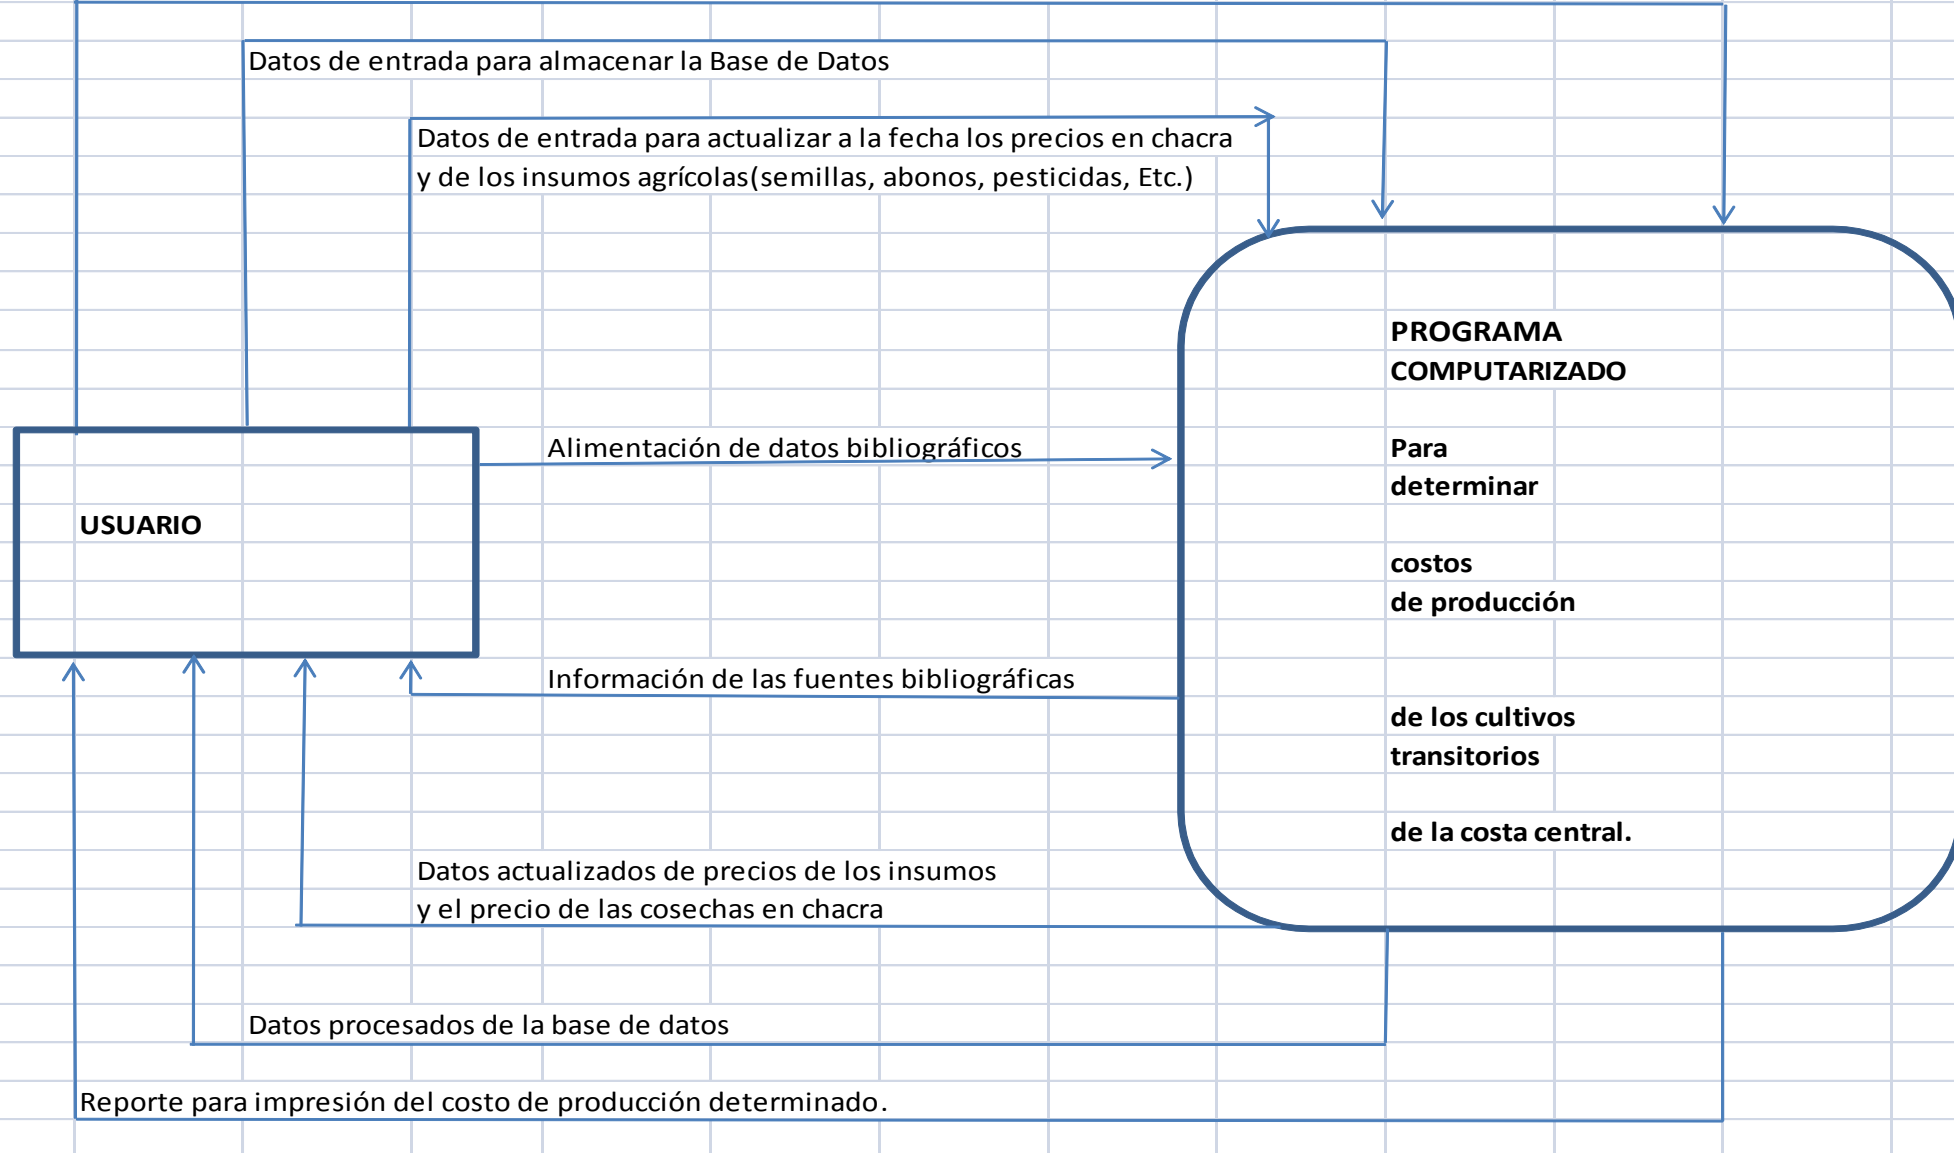 Datos de entrada para almacenar la Base de Datos
Datos de entrada para actualizar a la fecha los precios en chacra
y de los insumos agrícolas(semillas, abonos, pesticidas, Etc.)
PROGRAMA
COMPUTARIZADO
Para
determinar
costos
de producción
de los cultivos
transitorios
de la costa central.
Alimentación de datos bibliográficos
USUARIO
Información de las fuentes bibliográficas
Datos actualizados de precios de los insumos
y el precio de las cosechas en chacra
Datos procesados de la base de datos
Reporte para impresión del costo de producción determinado.